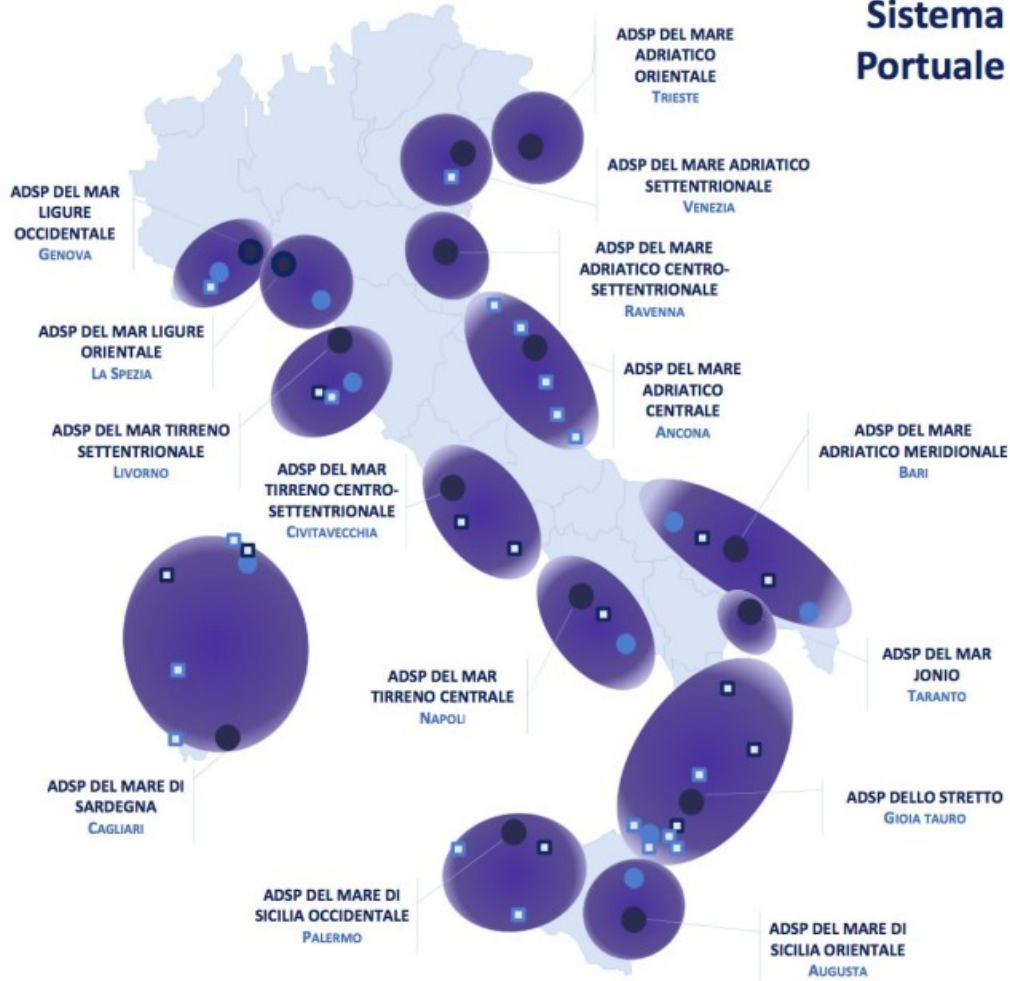 Sistema
Portuale
ADSP DEL MARE
ADRIATICO
ORIENTALE
TRIESTE
ADSP DEL MARE ADRIATICO
SETTENTRIONALE
VENEZIA
ADSP DEL MAR
LIGURE
OCCIDENTALE
GENOVA
ADSP DEL MARE
ADRIATICO CENTRO-
SETTENTRIONALE
RAVENNA
ADSP DEL MAR LIGURE
ORIENTALE
LA SPEZIA
ADSP DEL MARE
ADRIATICO
CENTRALE
ANCONA
ADSP DEL MAR TIRRENO
SETTENTRIONALE
LIVORNO
ADSP DEL MARE
ADRIATICO MERIDIONALE
BARI
ADSP DEL MAR
TIRRENO CENTRO-
SETTENTRIONALE
CIVITAVECCHIA
ADSP DEL MAR
JONIO
TARANTO
ADSP DEL MAR
TIRRENO CENTRALE
NAPOLI
ADSP DEL MARE DI
SARDEGNA
CAGLIARI
ADSP DELLO STRETTO
GIOIA TAURO
ADSP DEL MARE DI
SICILIA OCCIDENTALE
PALERMO
ADSP DEL MARE DI
SICILIA ORIENTALE
AUGUSTA